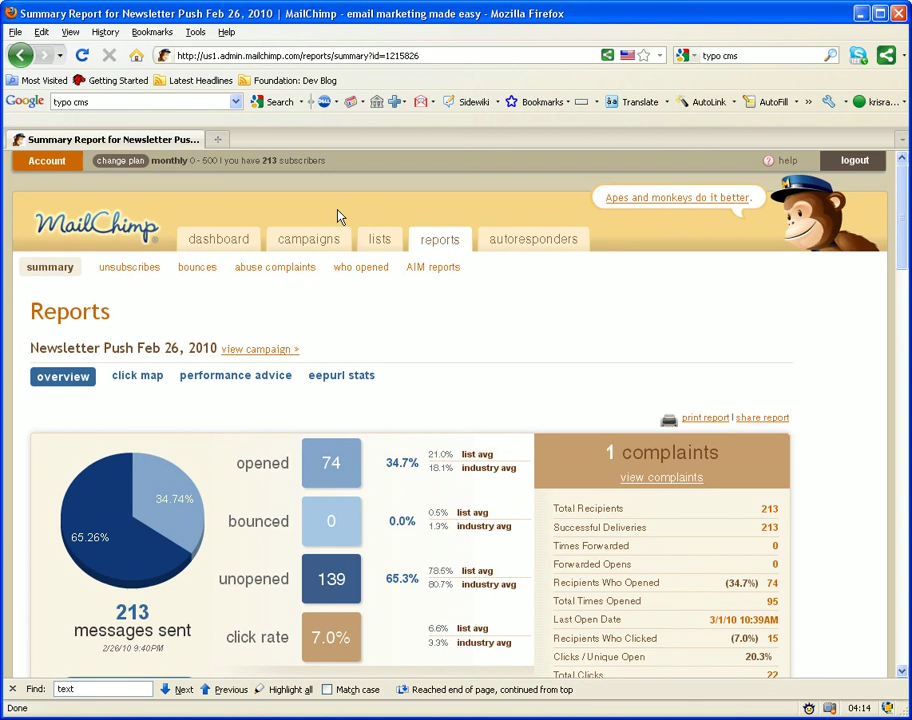 Summary Report for Newsletter Push Feb 26, 2010 | MailChimp - email marketing made easy - Mozilla Firefox
File Edit View History Bookmarks Tools Help
http://us1.admin.mailchimp.com/reports/summary?id=1215826 typo cms
Most Visited Getting Started Latest Headlines Foundation: Dev Blog
Google typo cms Search Sidewiki Bookmarks Translate AutoLink AutoFill » krisra...
Summary Report for Newsletter Pus...
Account change plan monthly 0 - 500 | you have 213 subscribers help logout
Apes and monkeys do it better.
MailChimp
dashboard campaigns lists reports autoresponders
summary unsubscribes bounces abuse complaints who opened AIM reports
Reports
Newsletter Push Feb 26, 2010 view campaign »
overview click map performance advice eepurl stats
print report | share report
34.74%
65.26%
213
messages sent
2/26/10 9:40PM
opened 74 34.7% 21.0% list avg
18.1% industry avg
bounced 0 0.0% 0.5% list avg
1.3% industry avg
unopened 139 65.3% 78.5% list avg
80.7% industry avg
click rate 7.0% 6.6% list avg
3.3% industry avg
1 complaints
view complaints
Total Recipients 213
Successful Deliveries 213
Times Forwarded 0
Forwarded Opens 0
Recipients Who Opened (34.7%) 74
Total Times Opened 95
Last Open Date 3/1/10 10:39AM
Recipients Who Clicked (7.0%) 15
Clicks / Unique Open 20.3%
Total Clicks 22
Find: text Next Previous Highlight all Match case Reached end of page, continued from top
Done 04:14